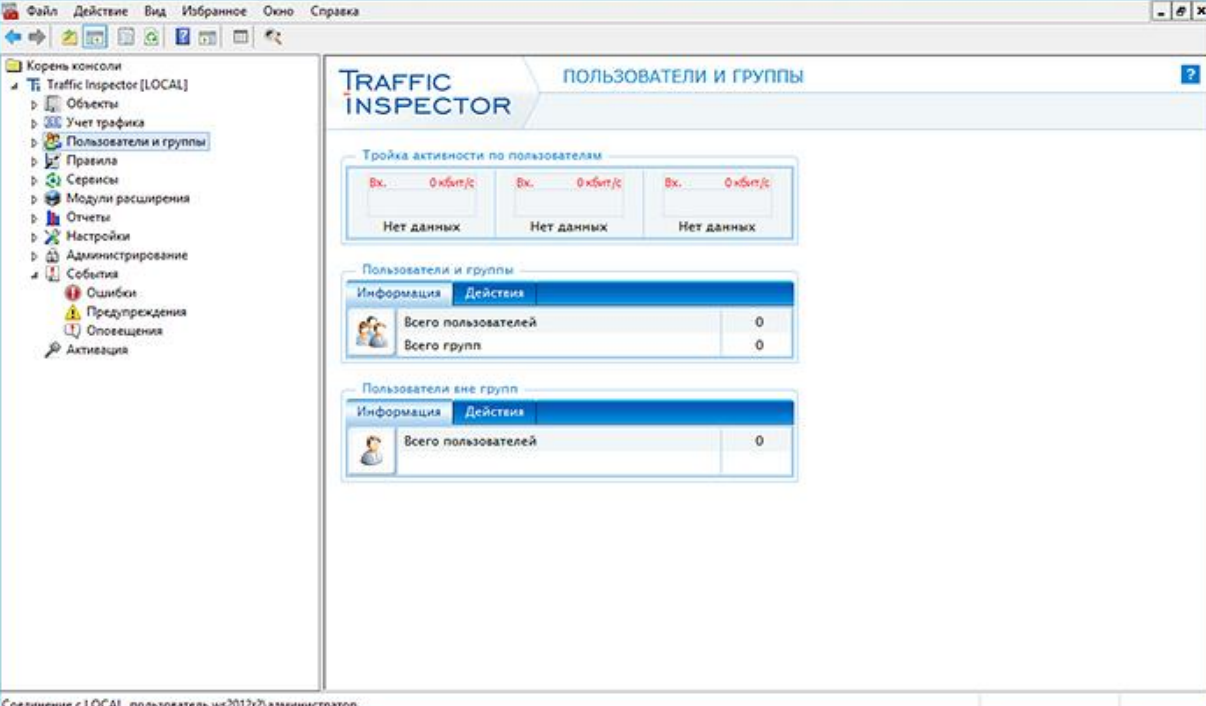 Файл Действие Вид Избранное Окно Справка
Корень консоли
Traffic Inspector [LOCAL]
Объекты
Учет трафика
Пользователи и группы
Правила
Сервисы
Модули расширения
Отчеты
Настройки
Администрирование
События
Ошибки
Предупреждения
Оповещения
Активация
TRAFFIC
INSPECTOR
ПОЛЬЗОВАТЕЛИ И ГРУППЫ
?
Тройка активности по пользователям
Вх. 0 кбит/с Вх. 0 кбит/с Вх. 0 кбит/с
Нет данных Нет данных Нет данных
Пользователи и группы
Информация Действия
Всего пользователей 0
Всего групп 0
Пользователи вне групп
Информация Действия
Всего пользователей 0
Соединение с LOCAL, пользователь ws2012r2\администратор